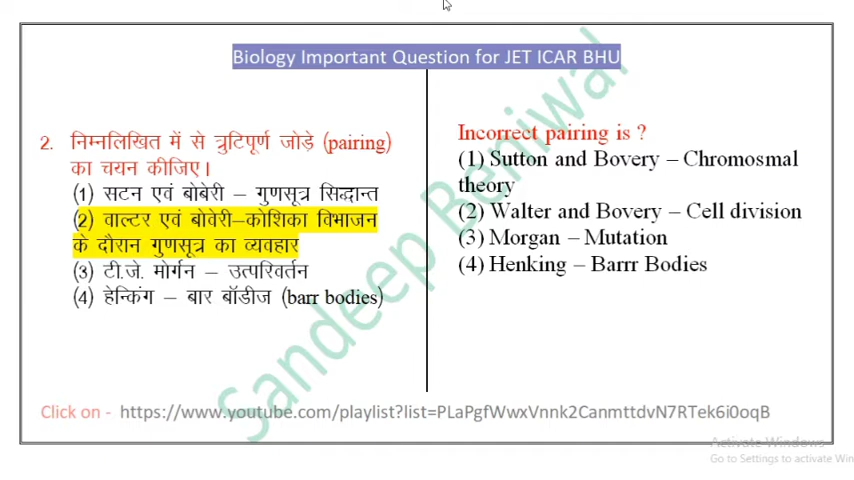 Biology Important Question for JET ICAR BHU
2. निम्नलिखित में से त्रुटिपूर्ण जोड़े (pairing)
का चयन कीजिए।
(1) सटन एवं बोबेरी – गुणसूत्र सिद्धान्त
(2) वाल्टर एवं बोवेरी–कोशिका विभाजन
के दौरान गुणसूत्र का व्यवहार
(3) टी.जे. मोर्गन – उत्परिवर्तन
(4) हेन्किंग – बार बॉडीज (barr bodies)
Incorrect pairing is ?
(1) Sutton and Bovery – Chromosmal
theory
(2) Walter and Bovery – Cell division
(3) Morgan – Mutation
(4) Henking – Barrr Bodies
Sandeep Beniwal
Click on - https://www.youtube.com/playlist?list=PLaPgfWwxVnnk2CanmttdvN7RTek6i0oqB
Activate Windows
Go to Settings to activate Win